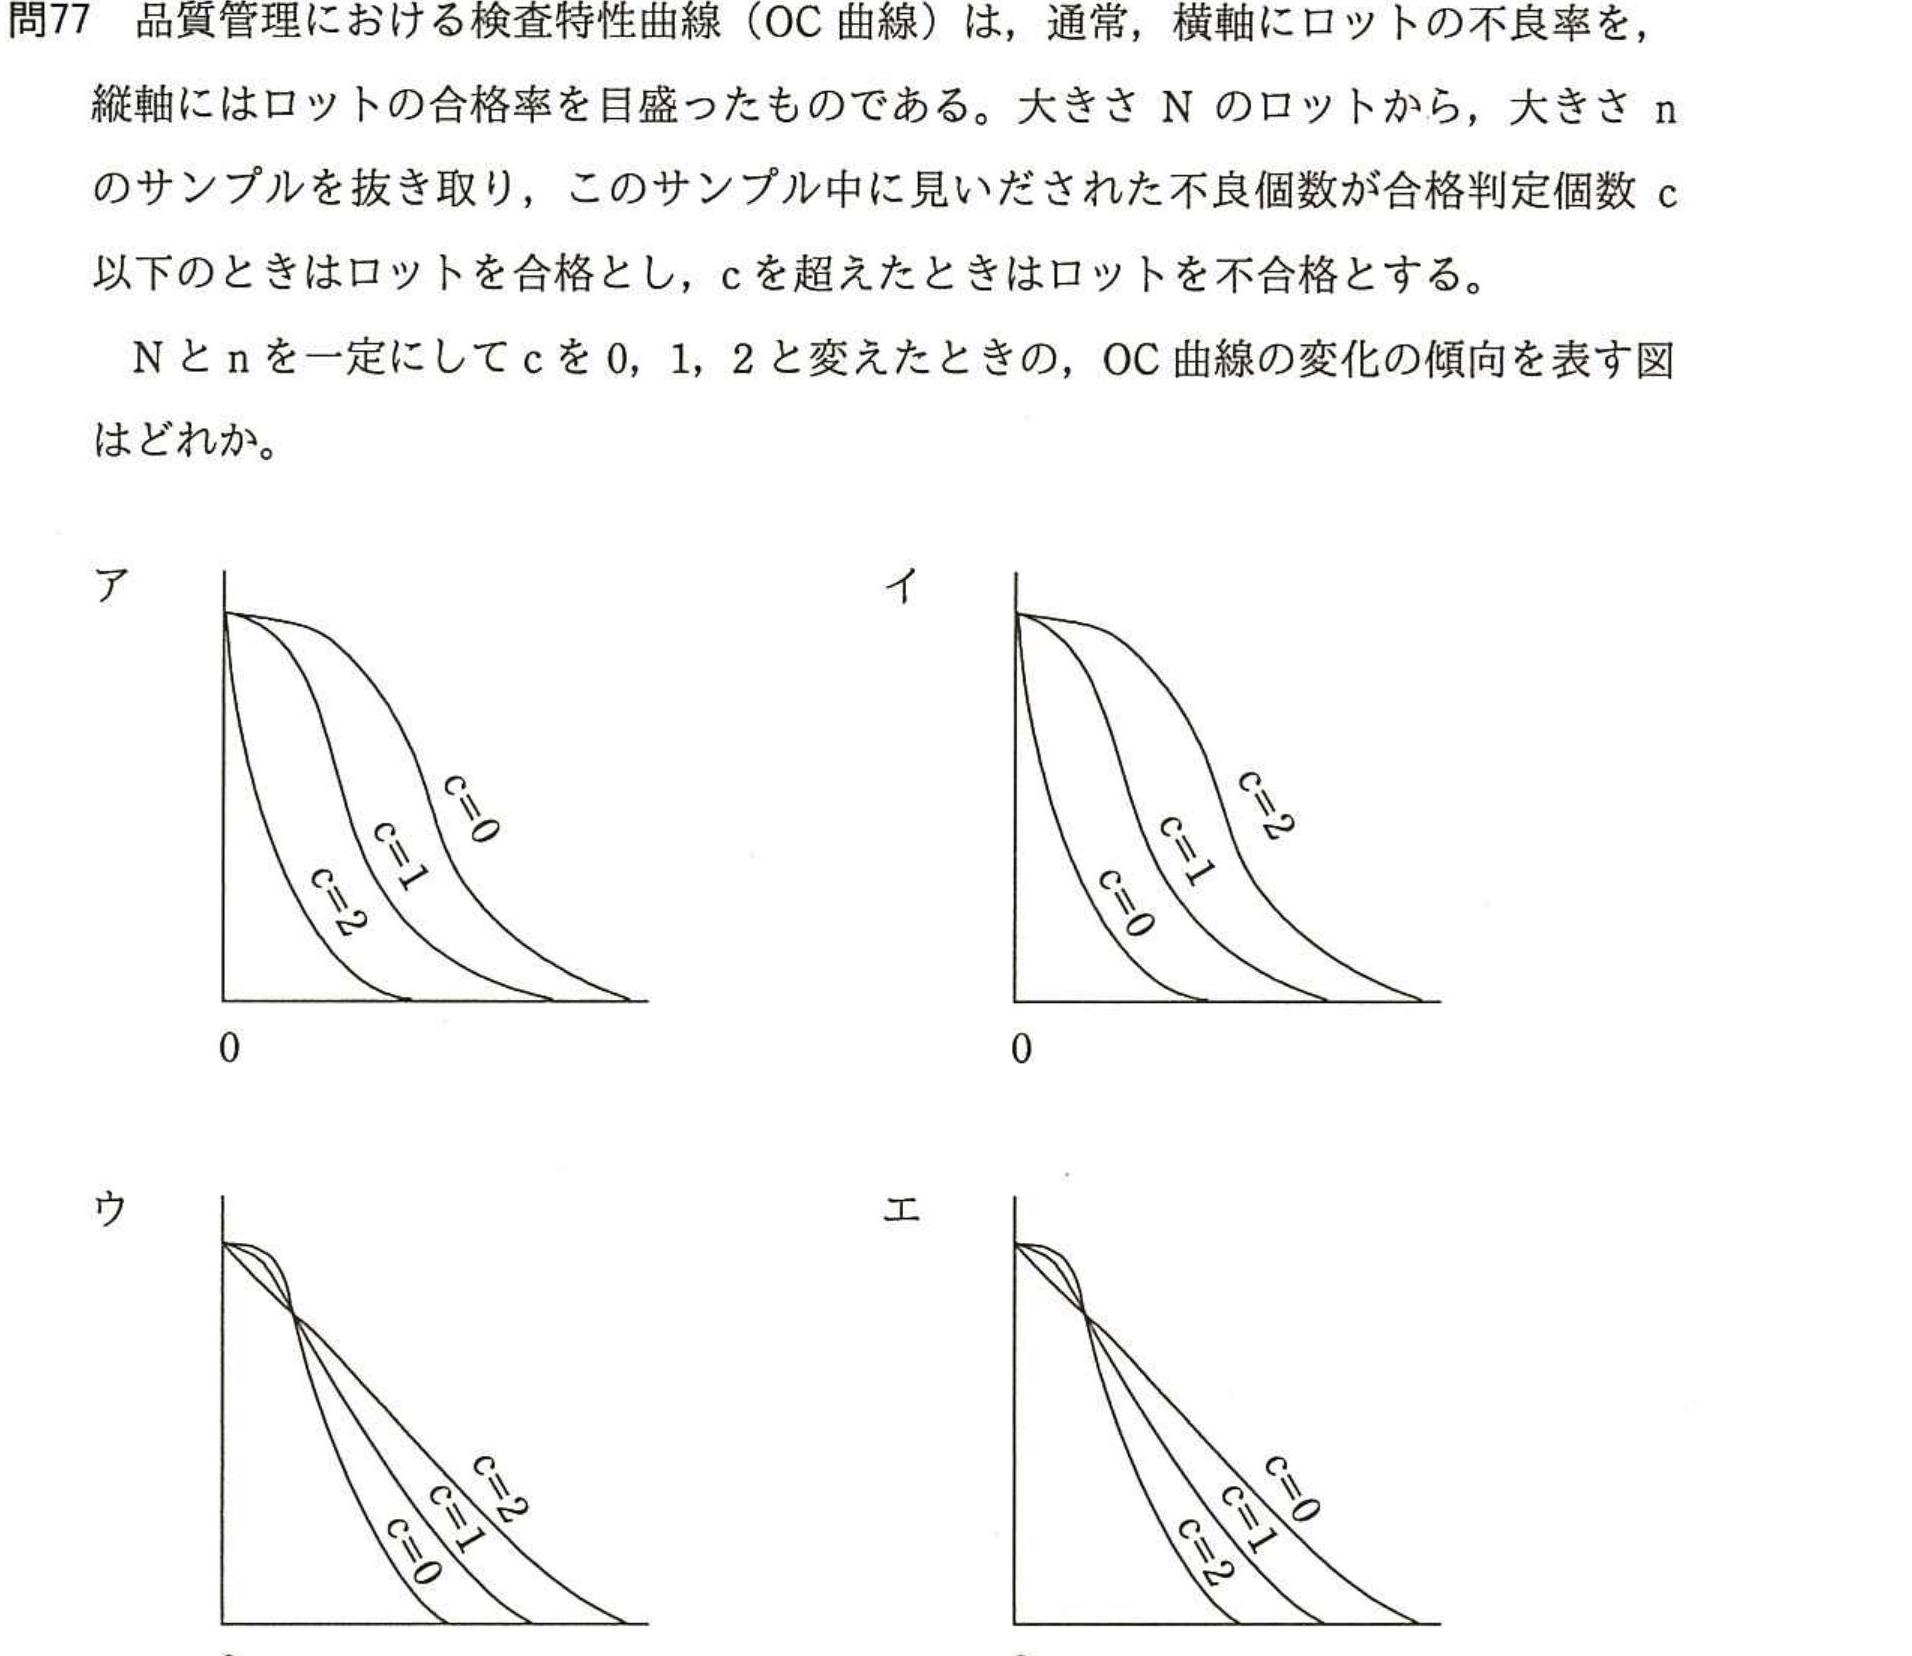 問77 品質管理における検査特性曲線（OC 曲線）は，通常，横軸にロットの不良率を，
縦軸にはロットの合格率を目盛ったものである。大きさ N のロットから，大きさ n
のサンプルを抜き取り，このサンプル中に見いだされた不良個数が合格判定個数 c
以下のときはロットを合格とし，c を超えたときはロットを不合格とする。
N と n を一定にして c を 0，1，2 と変えたときの，OC 曲線の変化の傾向を表す図
はどれか。
ア
c=0
c=1
c=2
0
イ
c=2
c=1
c=0
0
ウ
c=2
c=1
c=0
エ
c=0
c=1
c=2